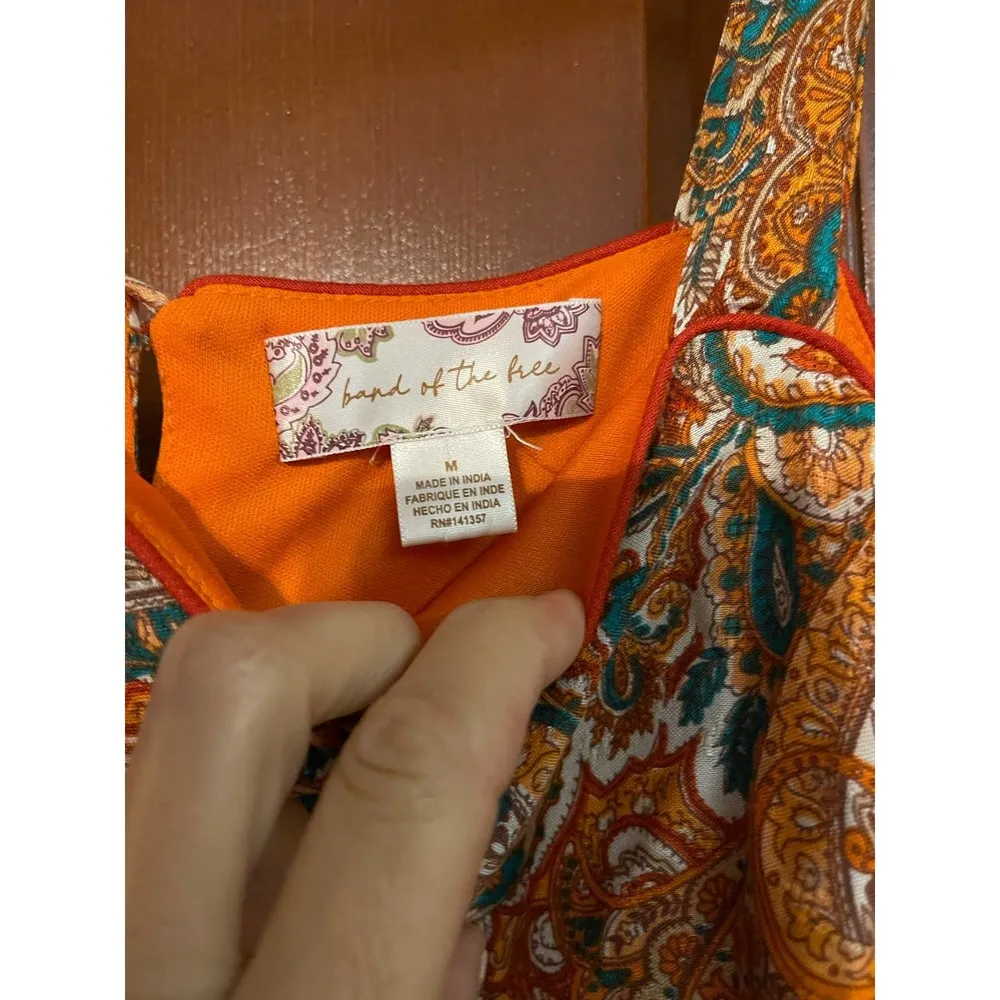 band of the free
M
MADE IN INDIA
FABRIQUE EN INDE
HECHO EN INDIA
RN#141357